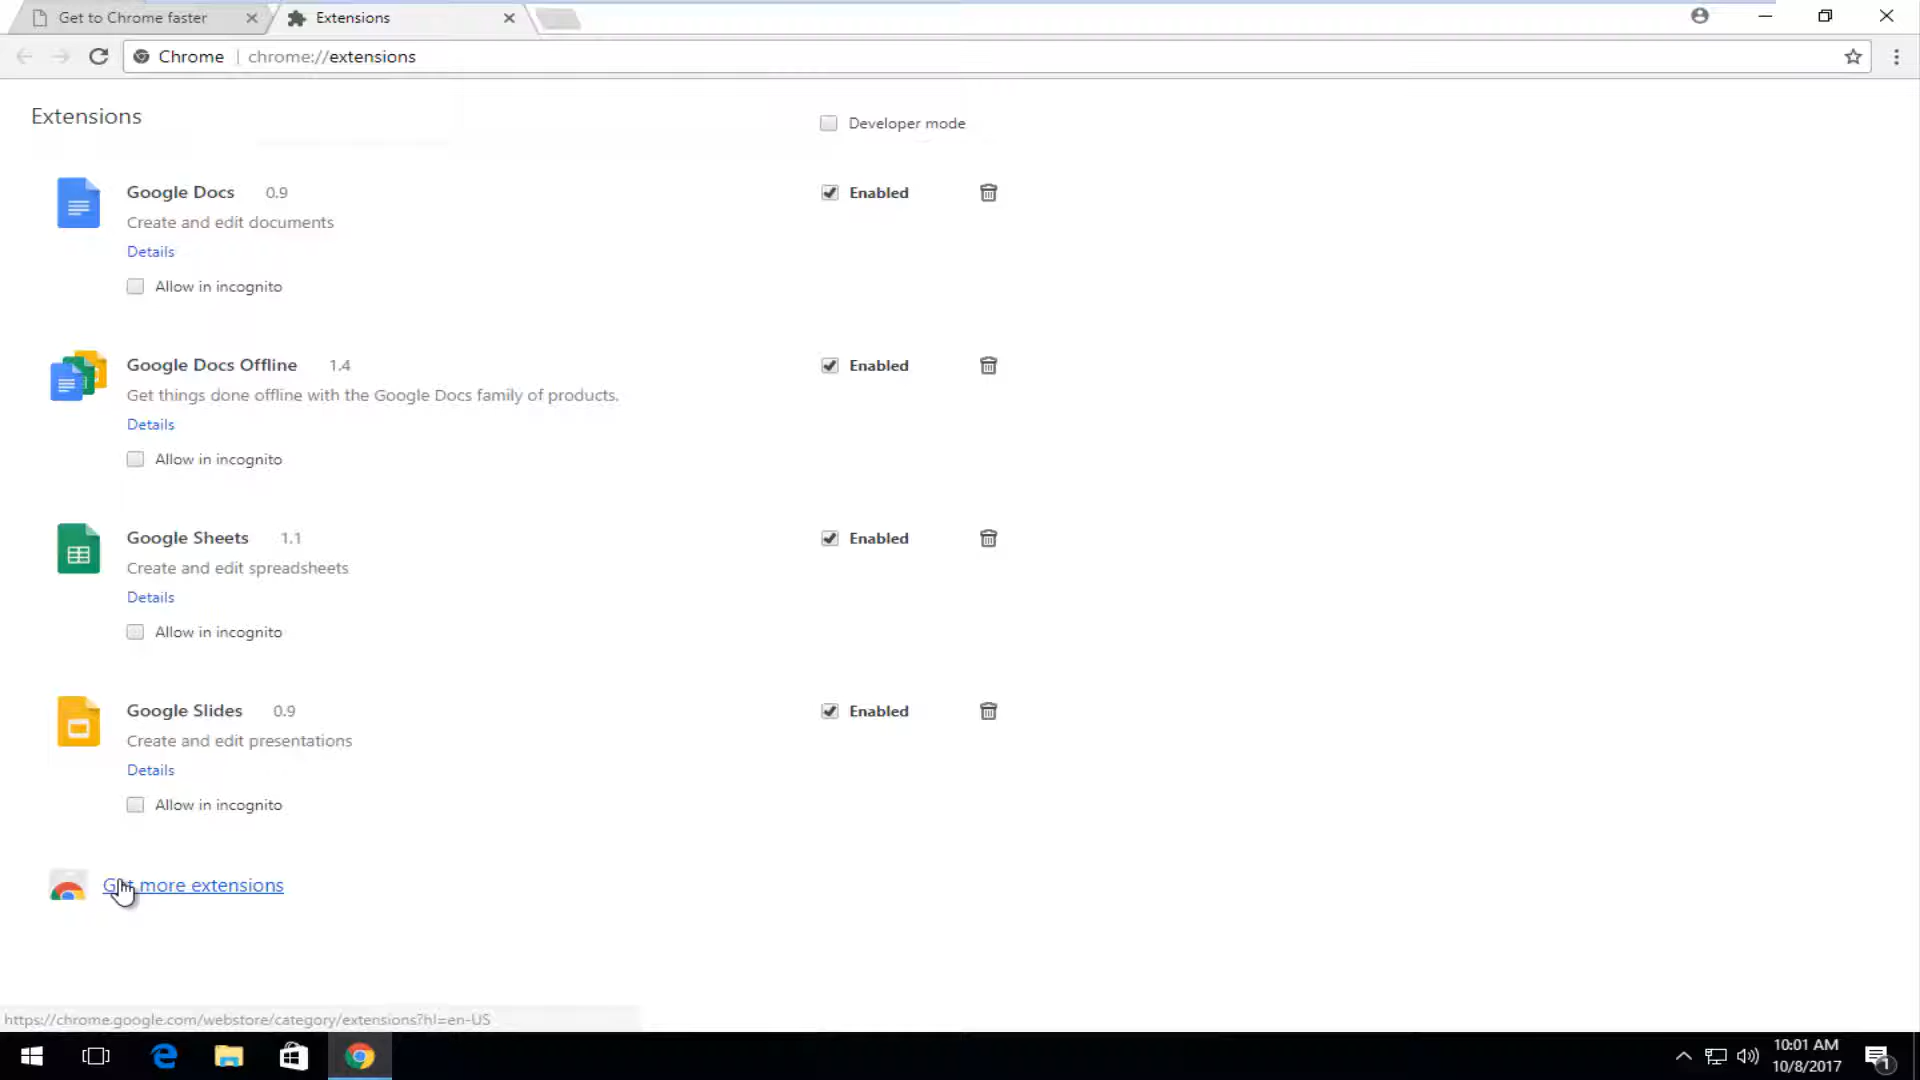 Get to Chrome faster
Extensions
Chrome | chrome://extensions
Extensions
Developer mode
Google Docs 0.9
Enabled
Create and edit documents
Details
Allow in incognito
Google Docs Offline 1.4
Enabled
Get things done offline with the Google Docs family of products.
Details
Allow in incognito
Google Sheets 1.1
Enabled
Create and edit spreadsheets
Details
Allow in incognito
Google Slides 0.9
Enabled
Create and edit presentations
Details
Allow in incognito
Get more extensions
https://chrome.google.com/webstore/category/extensions?hl=en-US
10:01 AM
10/8/2017
1